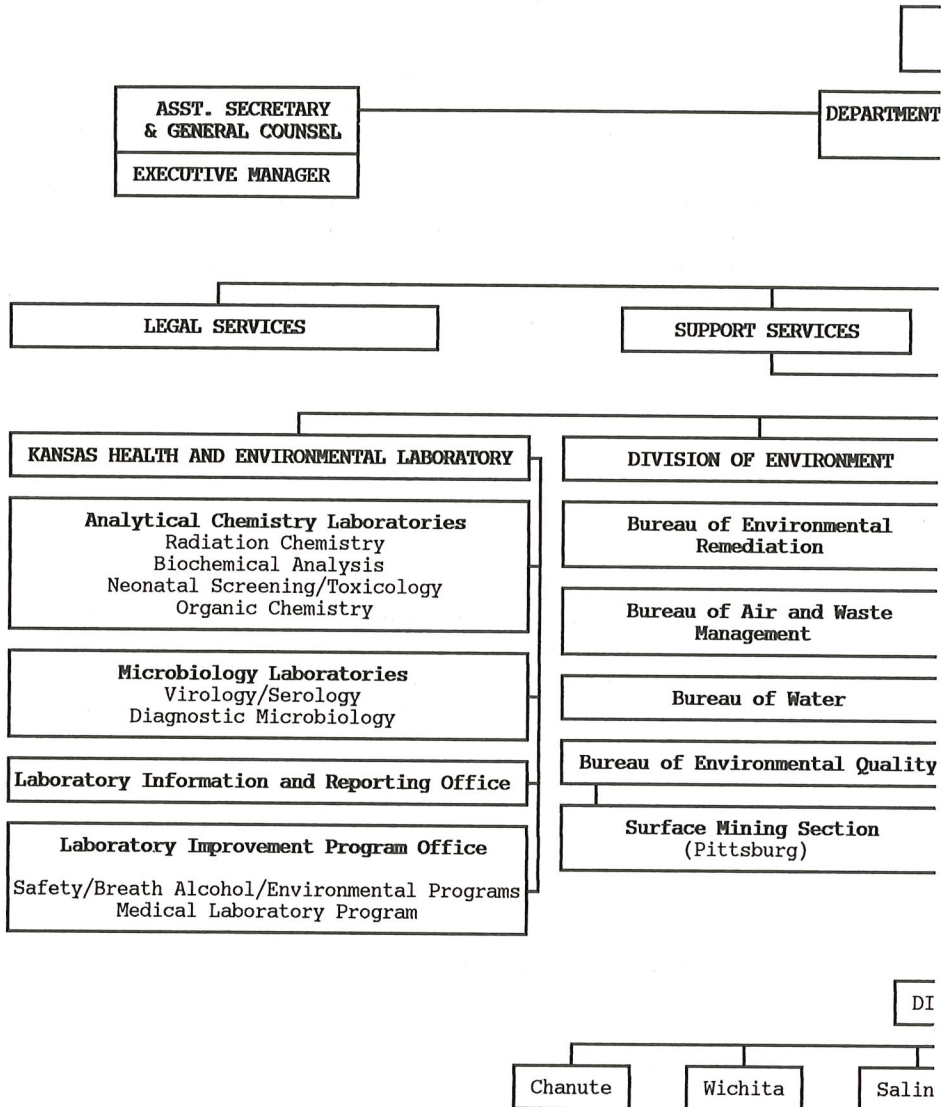 ASST. SECRETARY
& GENERAL COUNSEL
EXECUTIVE MANAGER
DEPARTMENT
LEGAL SERVICES
SUPPORT SERVICES
KANSAS HEALTH AND ENVIRONMENTAL LABORATORY
Analytical Chemistry Laboratories
Radiation Chemistry
Biochemical Analysis
Neonatal Screening/Toxicology
Organic Chemistry
Microbiology Laboratories
Virology/Serology
Diagnostic Microbiology
Laboratory Information and Reporting Office
Laboratory Improvement Program Office
Safety/Breath Alcohol/Environmental Programs
Medical Laboratory Program
DIVISION OF ENVIRONMENT
Bureau of Environmental
Remediation
Bureau of Air and Waste
Management
Bureau of Water
Bureau of Environmental Quality
Surface Mining Section
(Pittsburg)
DI
Chanute
Wichita
Salin